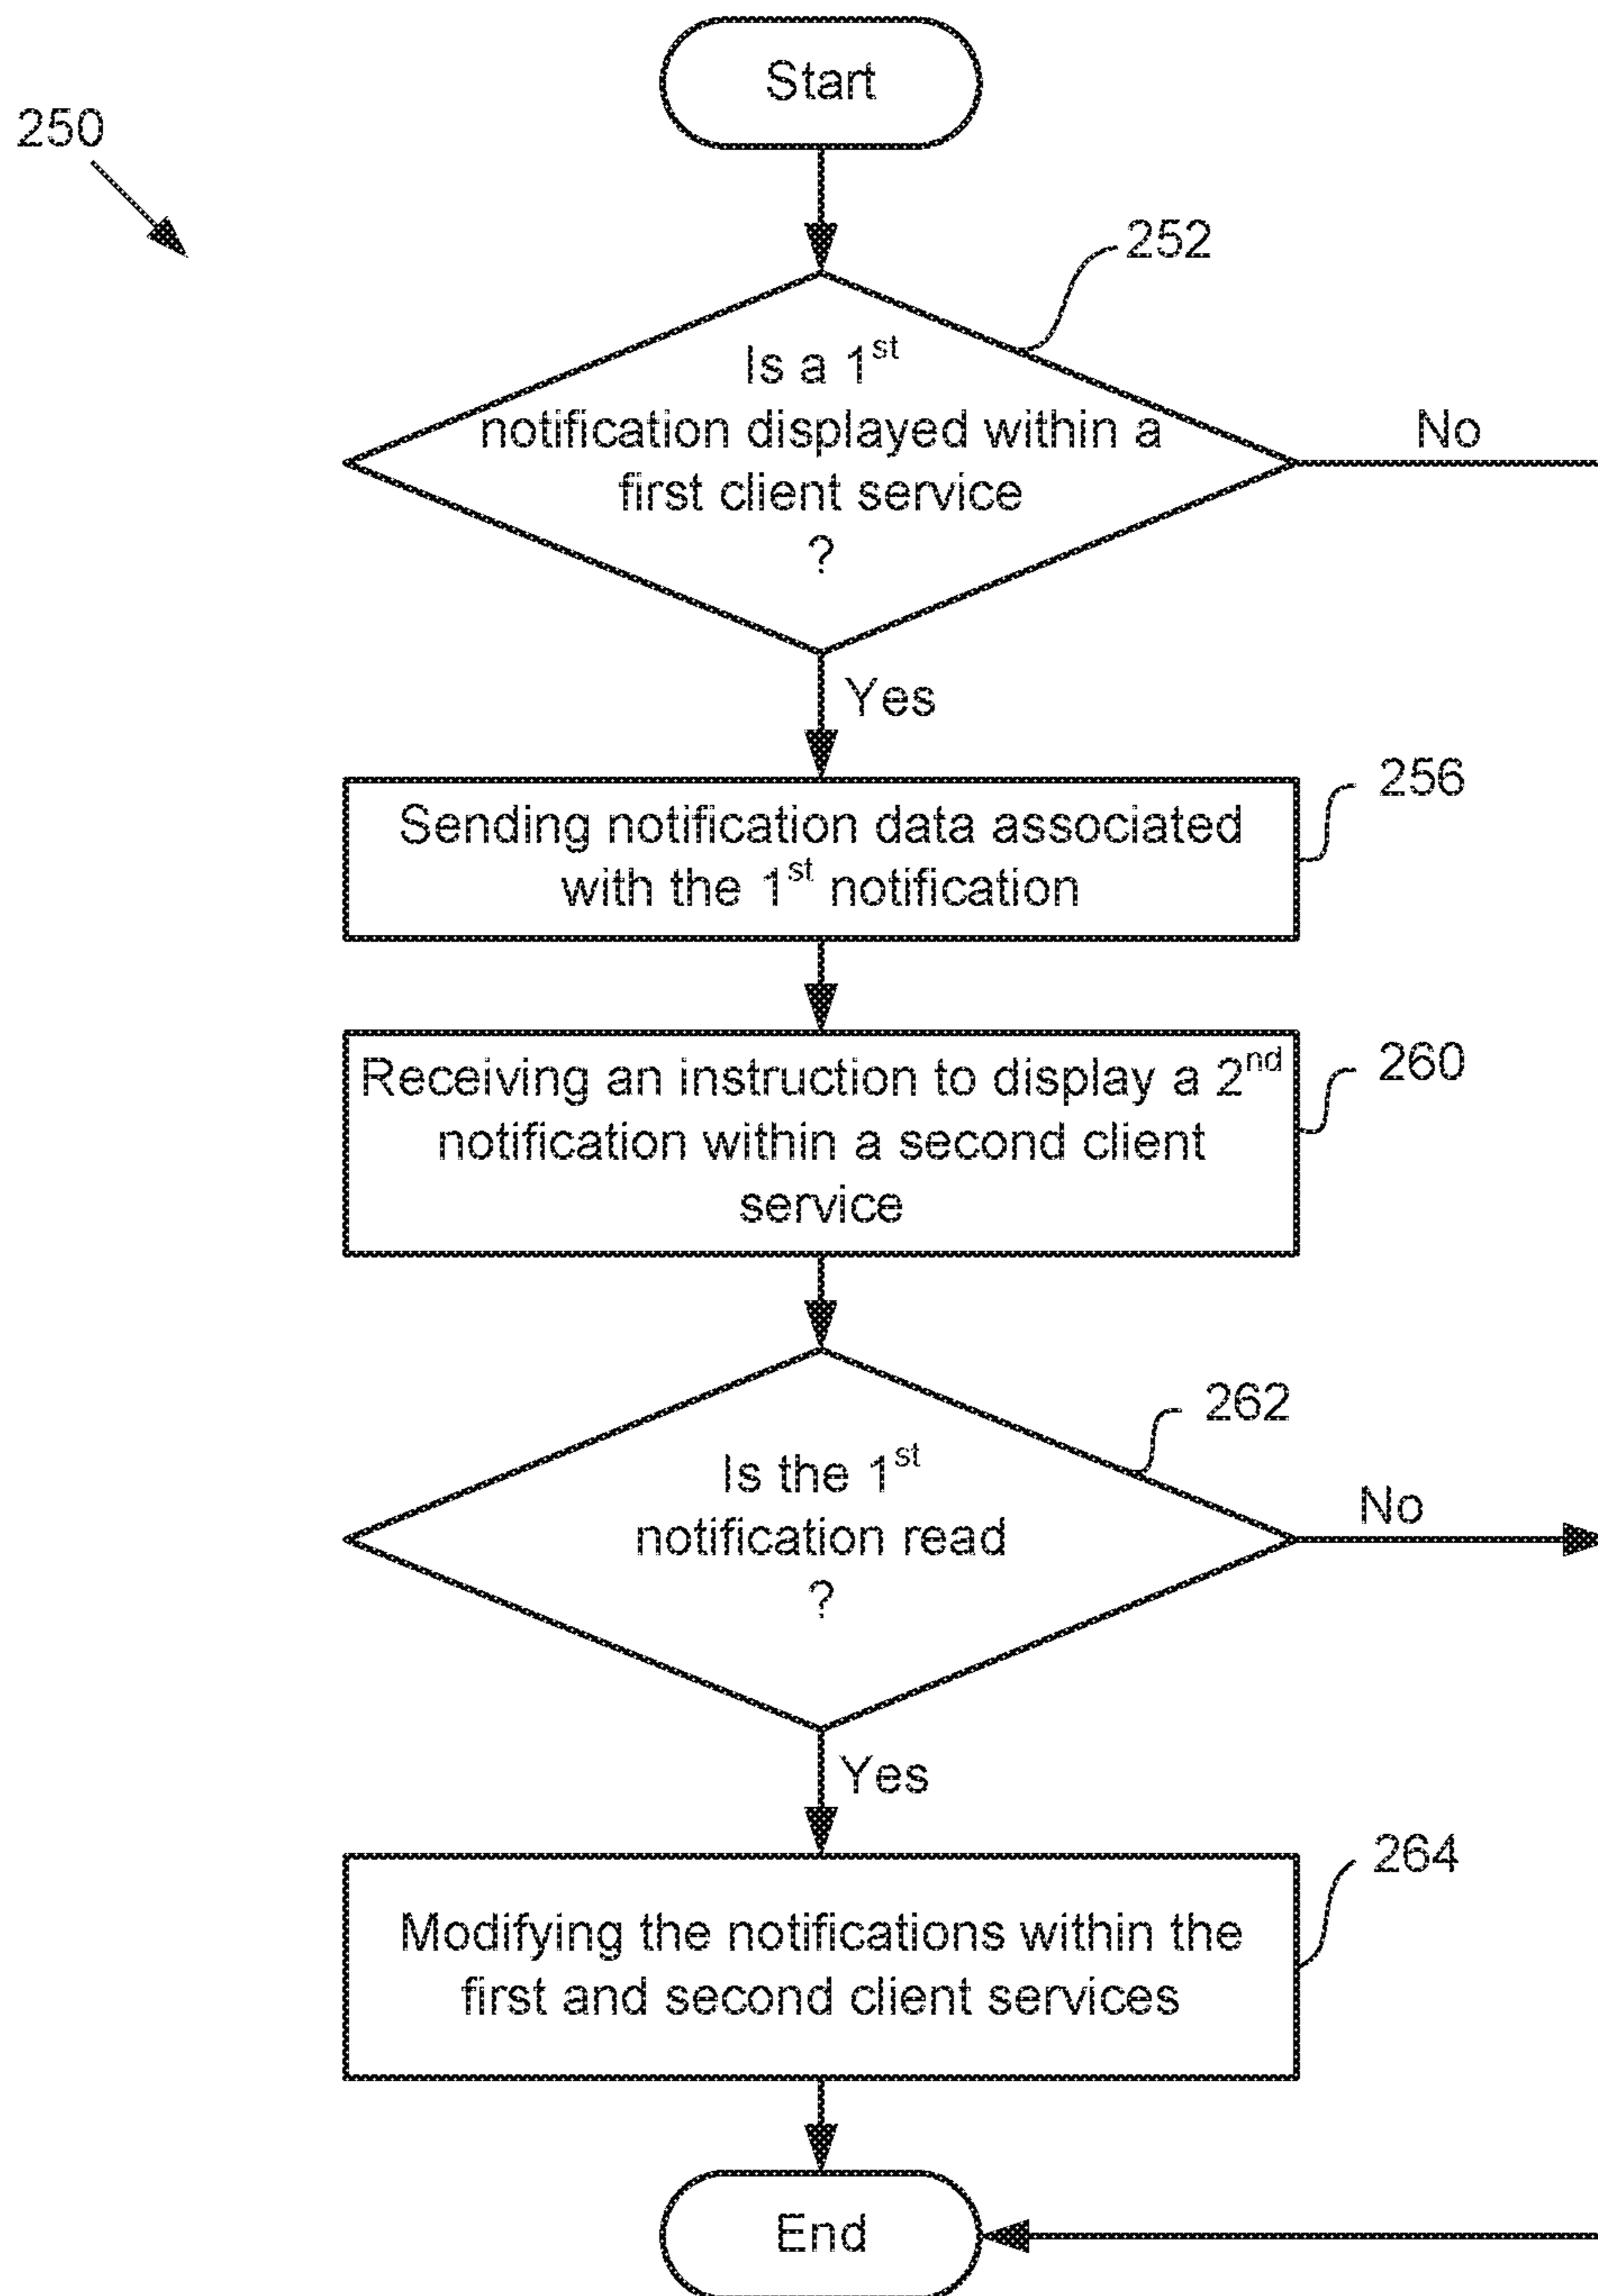 Start
250
252
Is a 1st
notification displayed within a
first client service
?
No
Yes
256
Sending notification data associated
with the 1st notification
260
Receiving an instruction to display a 2nd
notification within a second client
service
262
Is the 1st
notification read
?
No
Yes
264
Modifying the notifications within the
first and second client services
End